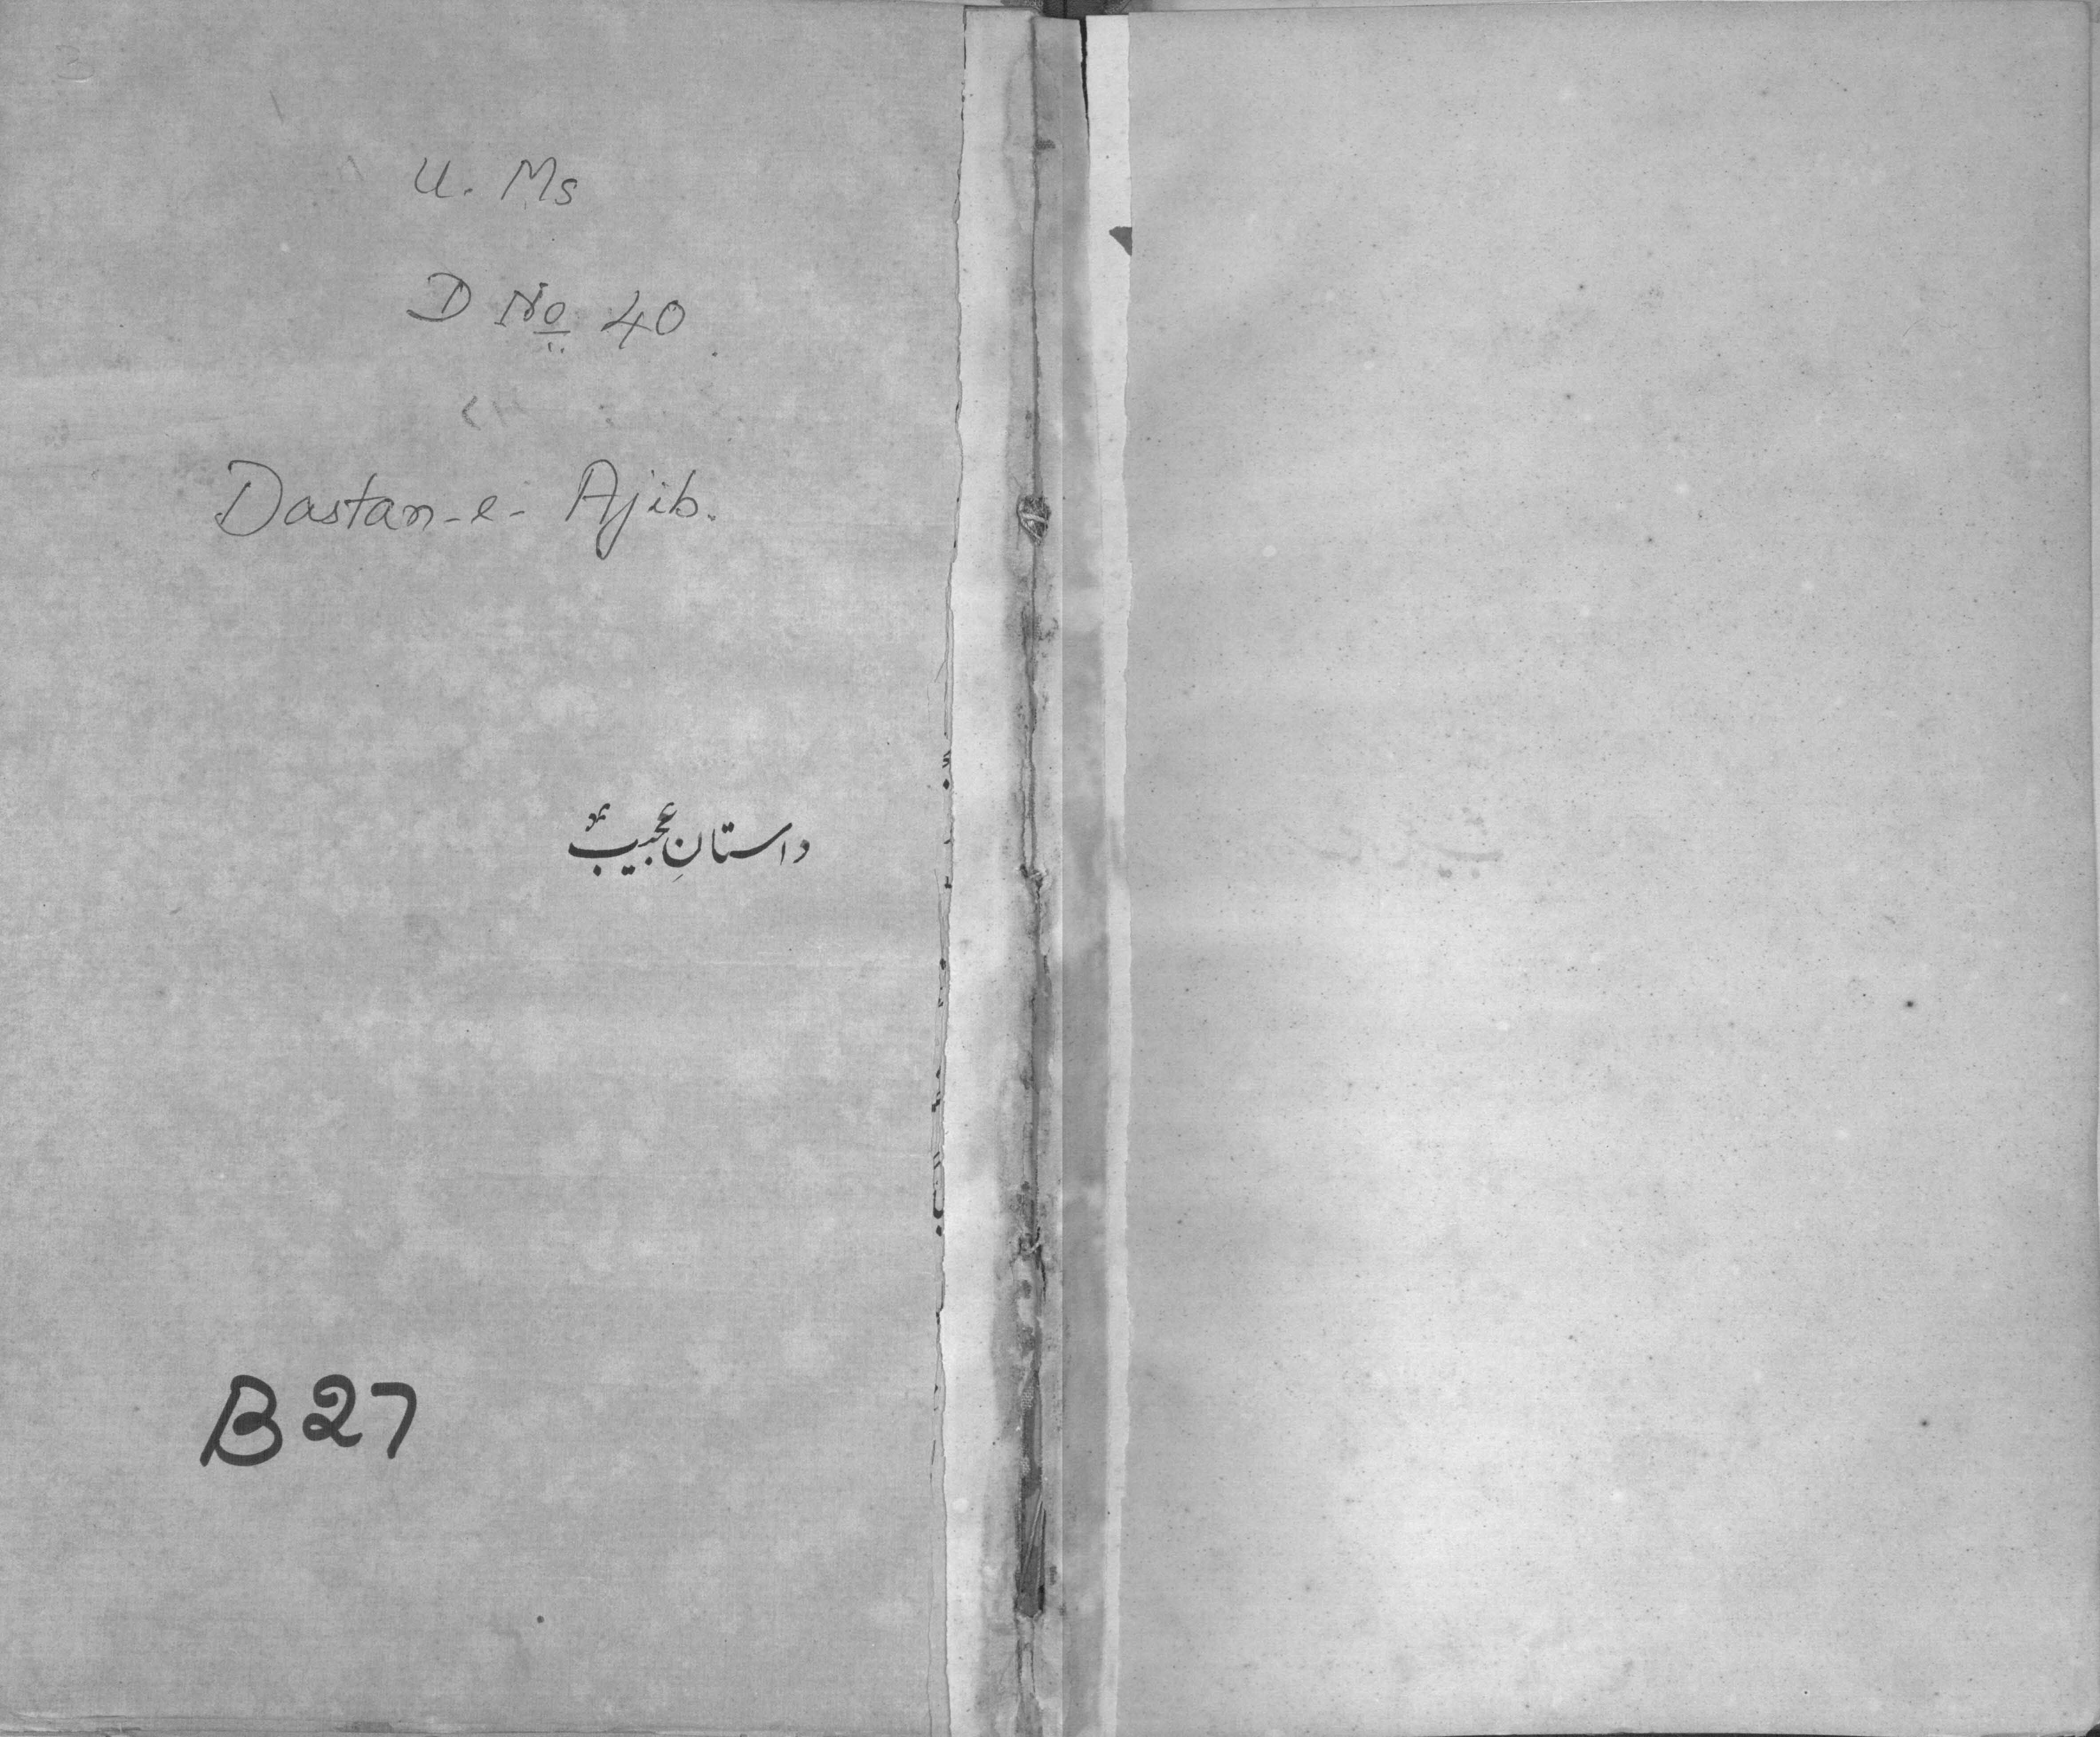 U. Ms
D No 40
Dastan-e- Ajib.
داستانِ عجیب
B27